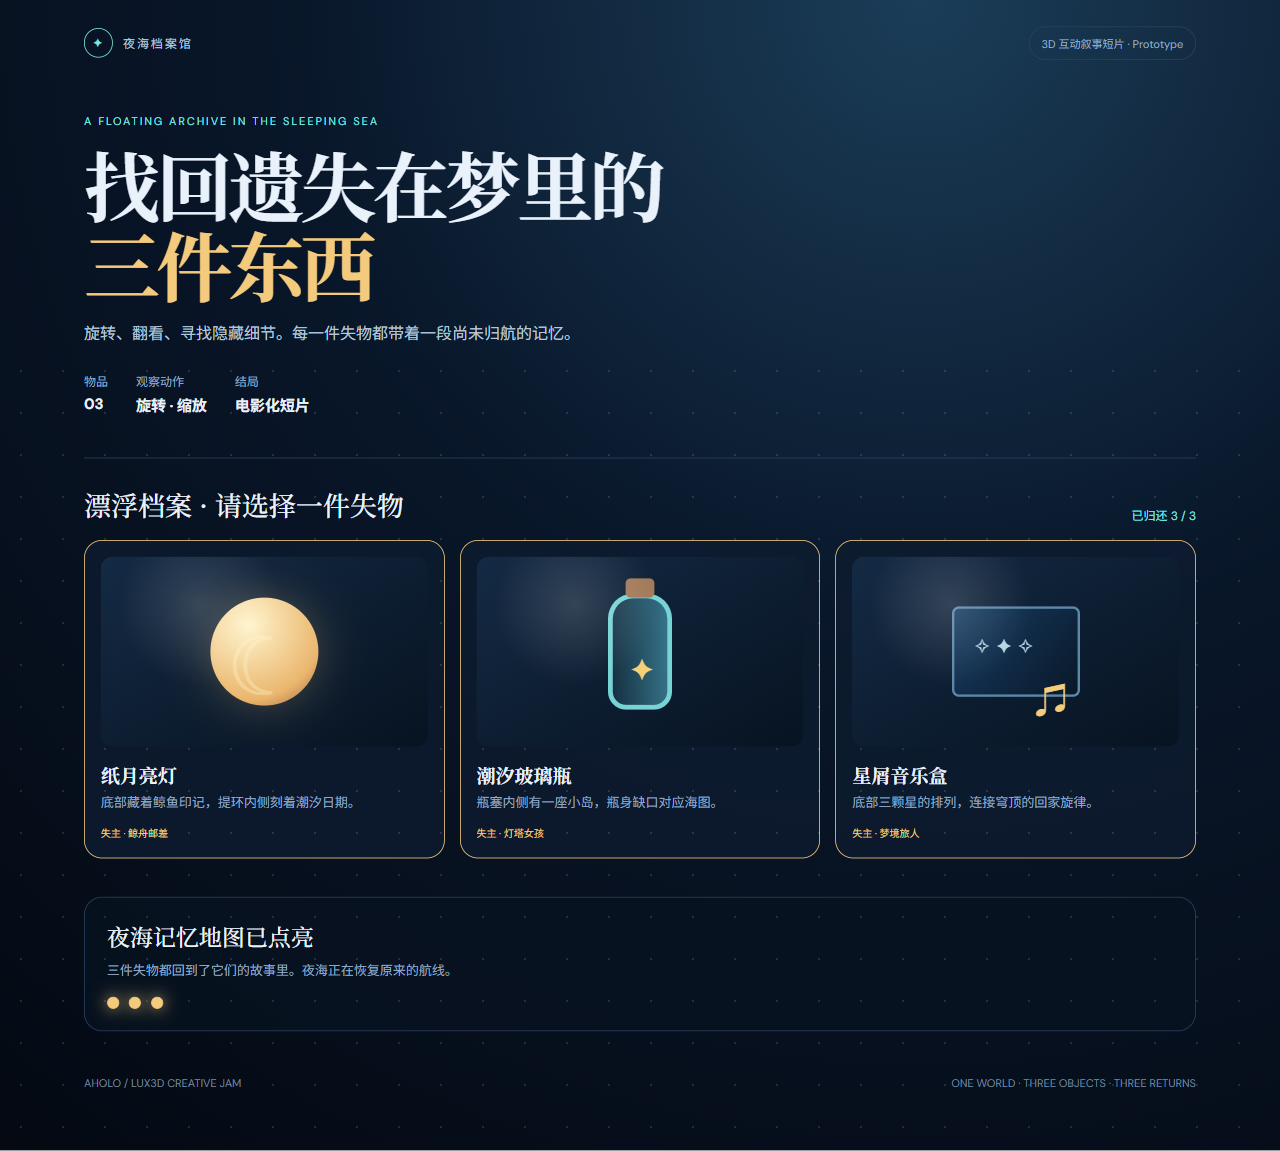 夜海档案馆
3D 互动叙事短片 · Prototype
A FLOATING ARCHIVE IN THE SLEEPING SEA
找回遗失在梦里的
三件东西
旋转、翻看、寻找隐藏细节。每一件失物都带着一段尚未归航的记忆。
物品 观察动作 结局
03 旋转 · 缩放 电影化短片
漂浮档案 · 请选择一件失物
已归还 3 / 3
纸月亮灯
底部藏着鲸鱼印记，提环内侧刻着潮汐日期。
失主 · 鲸舟邮差
潮汐玻璃瓶
瓶塞内侧有一座小岛，瓶身缺口对应海图。
失主 · 灯塔女孩
星屑音乐盒
底部三颗星的排列，连接穹顶的回家旋律。
失主 · 梦境旅人
夜海记忆地图已点亮
三件失物都回到了它们的故事里。夜海正在恢复原来的航线。
AHOLO / LUX3D CREATIVE JAM
ONE WORLD · THREE OBJECTS · THREE RETURNS